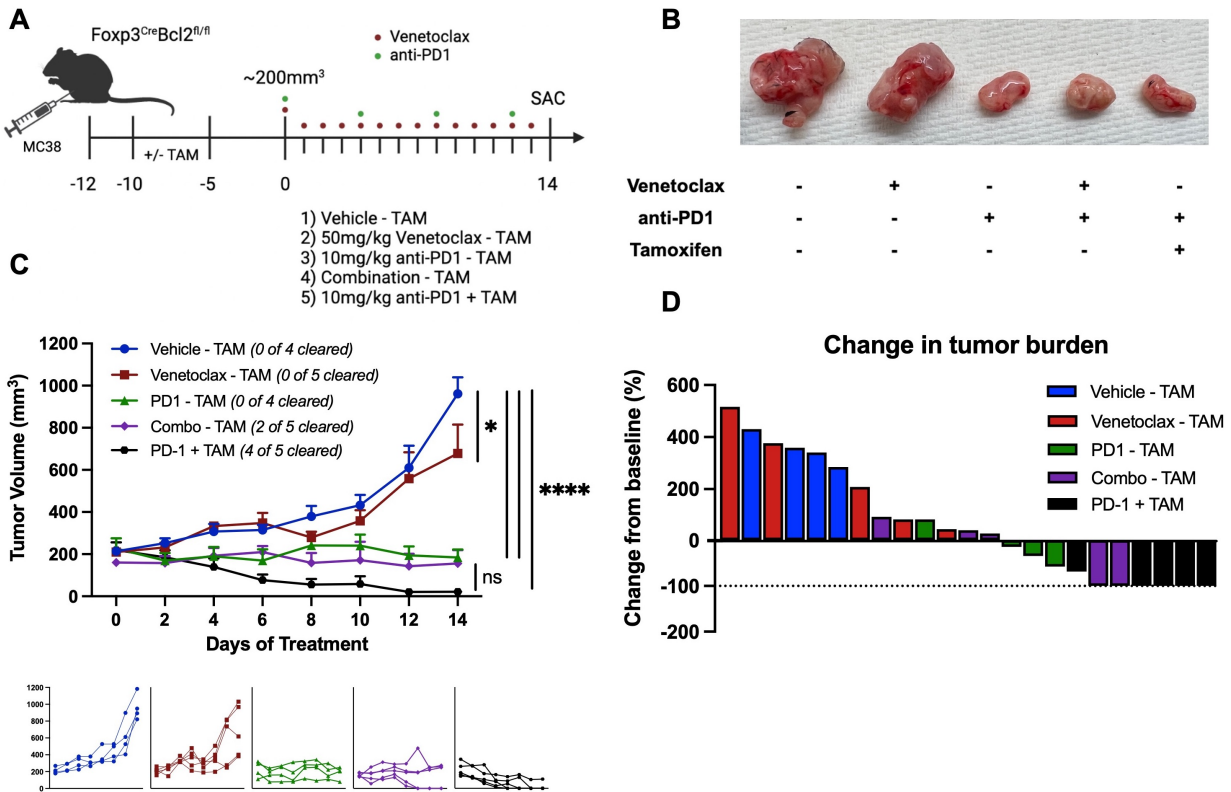 A
Foxp3CreBcl2fl/fl
Venetoclax
anti-PD1
~200mm3
SAC
MC38
+/- TAM
-12 -10 -5 0 14
1) Vehicle - TAM
2) 50mg/kg Venetoclax - TAM
3) 10mg/kg anti-PD1 - TAM
4) Combination - TAM
5) 10mg/kg anti-PD1 + TAM
B
Venetoclax - + - + -
anti-PD1 - - + + +
Tamoxifen - - - - +
C
Tumor Volume (mm3)
1200
1000
800
600
400
200
0
Vehicle - TAM (0 of 4 cleared)
Venetoclax - TAM (0 of 5 cleared)
PD1 - TAM (0 of 4 cleared)
Combo - TAM (2 of 5 cleared)
PD-1 + TAM (4 of 5 cleared)
*
****
ns
0 2 4 6 8 10 12 14
Days of Treatment
1200
1000
800
600
400
200
0
D
Change in tumor burden
Change from baseline (%)
600
400
200
0
-100
-200
Vehicle - TAM
Venetoclax - TAM
PD1 - TAM
Combo - TAM
PD-1 + TAM